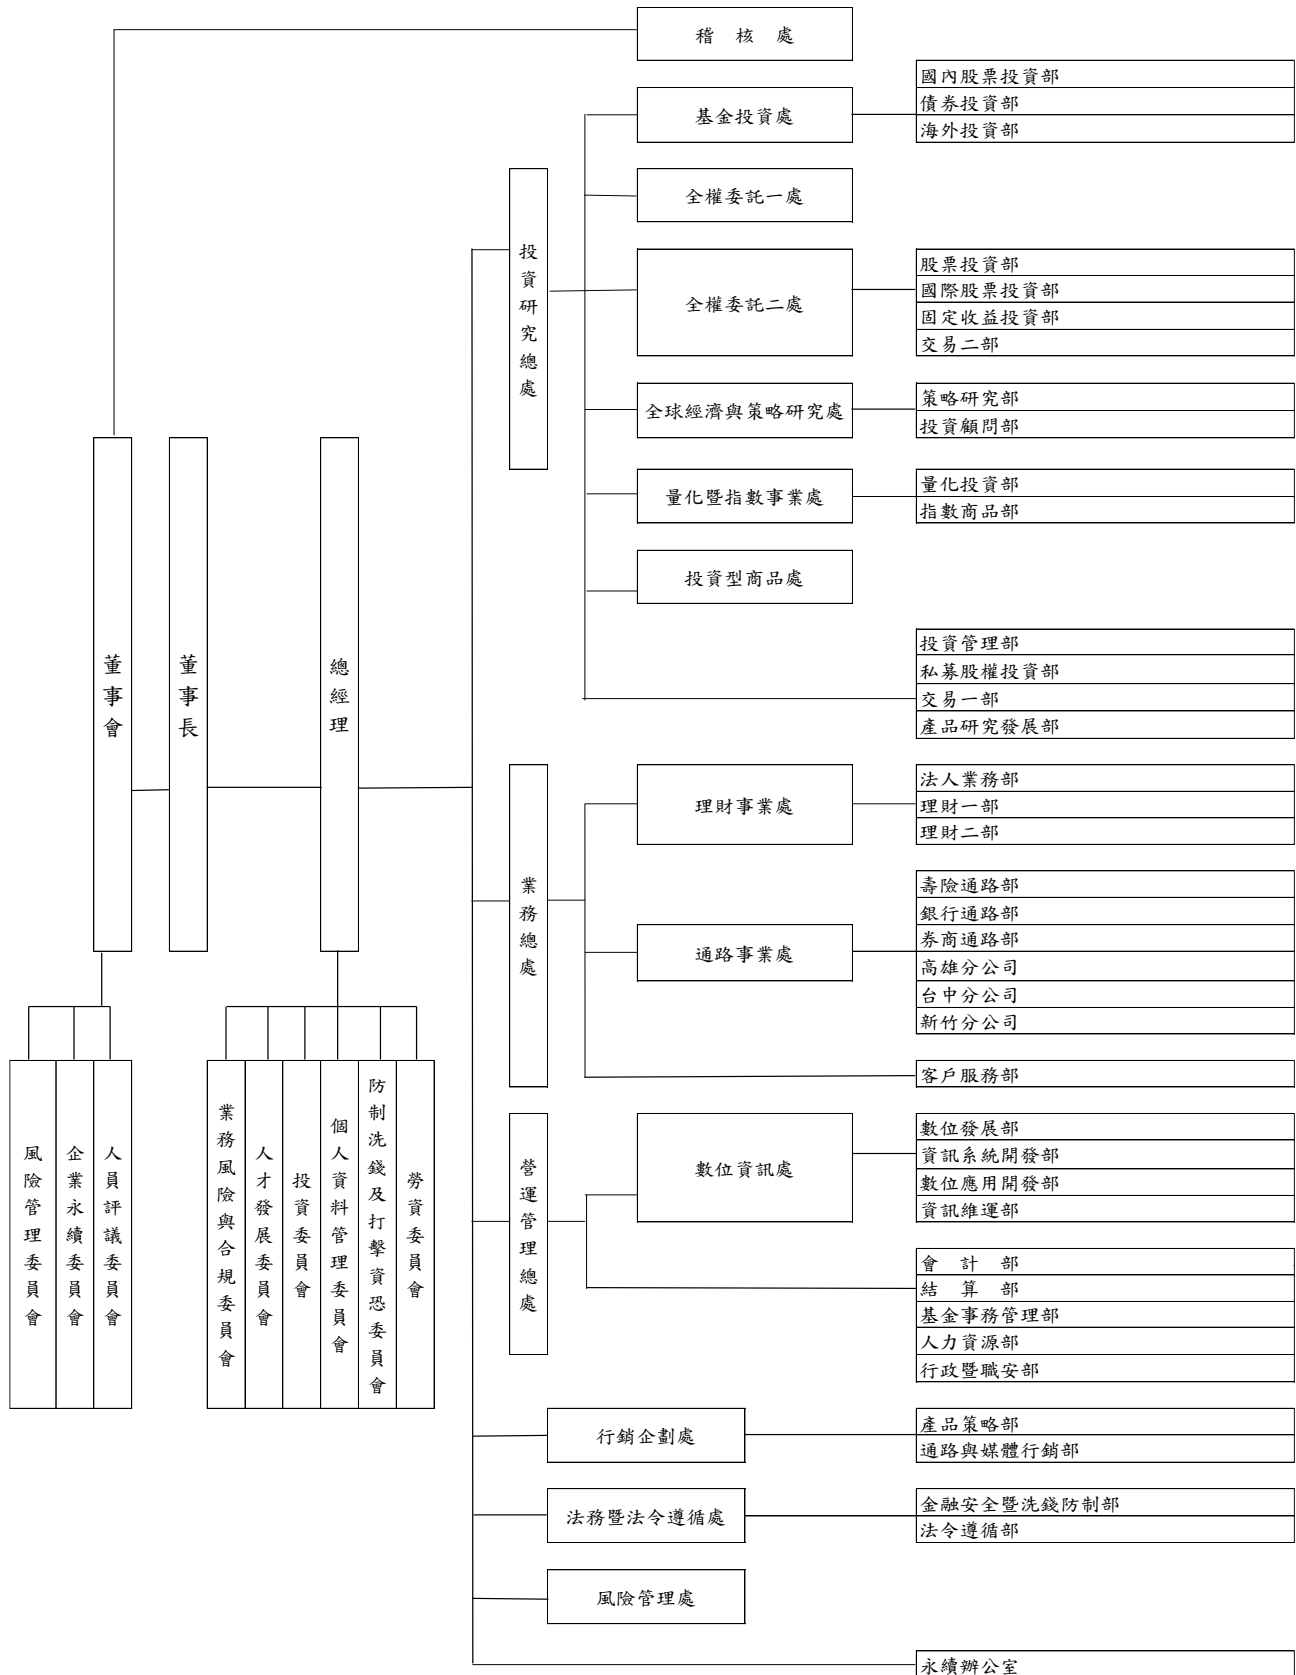 稽 核 處
國內股票投資部
債券投資部
海外投資部
基金投資處
全權委託一處
投資研究總處
全權委託二處
股票投資部
國際股票投資部
固定收益投資部
交易二部
全球經濟與策略研究處
策略研究部
投資顧問部
量化暨指數事業處
量化投資部
指數商品部
投資型商品處
投資管理部
私募股權投資部
交易一部
產品研究發展部
董事會
董事長
總經理
業務總處
理財事業處
法人業務部
理財一部
理財二部
通路事業處
壽險通路部
銀行通路部
券商通路部
高雄分公司
台中分公司
新竹分公司
客戶服務部
風險管理委員會
企業永續委員會
人員評議委員會
業務風險與合規委員會
人才發展委員會
投資委員會
個人資料管理委員會
防制洗錢及打擊資恐委員會
勞資委員會
營運管理總處
數位資訊處
數位發展部
資訊系統開發部
數位應用開發部
資訊維運部
會 計 部
結 算 部
基金事務管理部
人力資源部
行政暨職安部
行銷企劃處
產品策略部
通路與媒體行銷部
法務暨法令遵循處
金融安全暨洗錢防制部
法令遵循部
風險管理處
永續辦公室